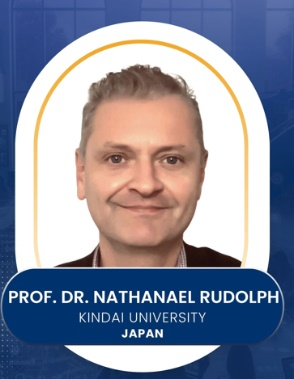 PROF. DR. NATHANAEL RUDOLPH
KINDAI UNIVERSITY
JAPAN